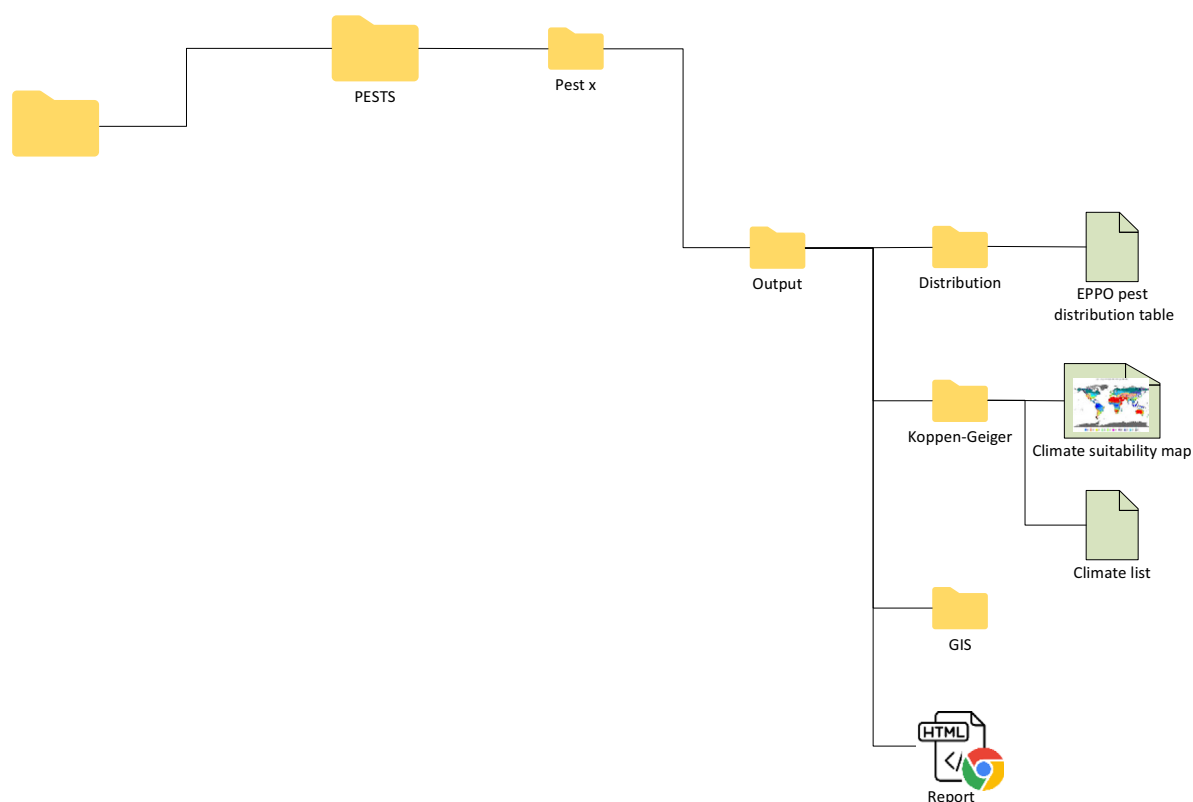 PESTS
Pest x
Output
Distribution
EPPO pest
distribution table
Koppen-Geiger
Climate suitability map
Climate list
GIS
HTML
</>
Report